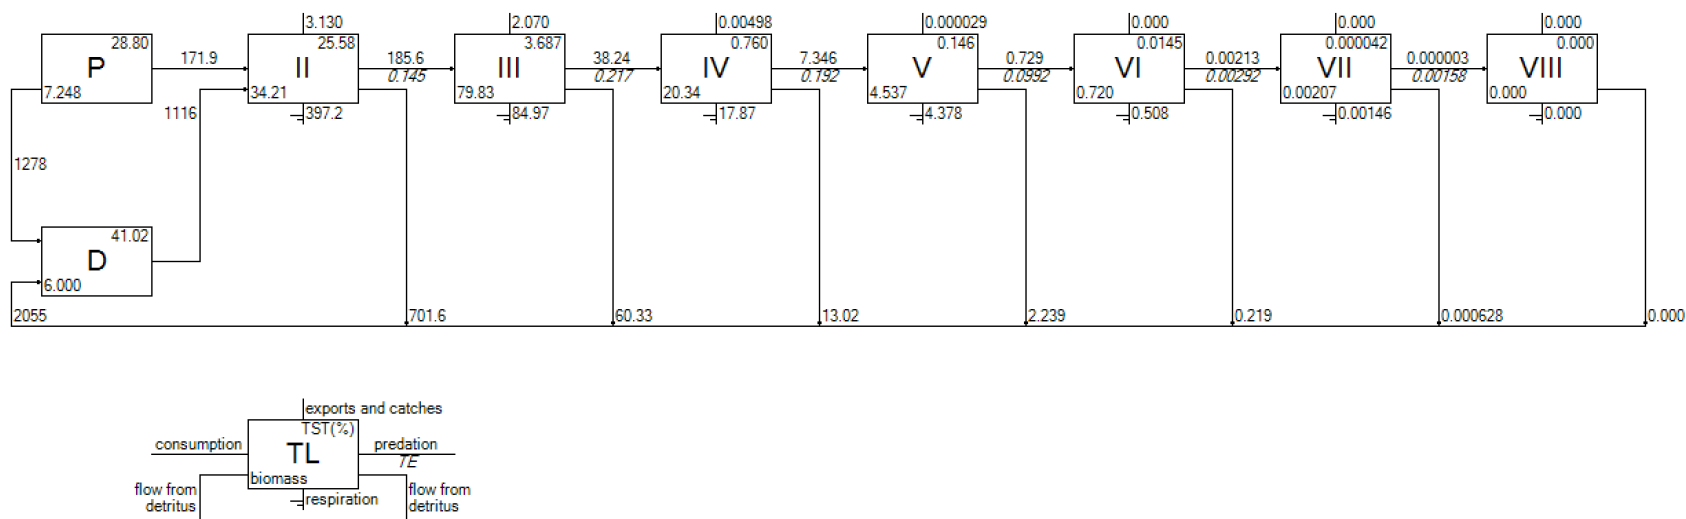 3.130 2.070 0.00498 0.000029 0.000 0.000 0.000
28.80 25.58 3.687 0.760 0.146 0.0145 0.000042 0.000
P 171.9 II 185.6 III 38.24 IV 7.346 V 0.729 VI 0.00213 VII 0.000003 VIII
0.145 0.217 0.192 0.0992 0.00292 0.00158
7.248 34.21 79.83 20.34 4.537 0.720 0.00207 0.000
1116 397.2 84.97 17.87 4.378 0.508 0.00146 0.000
1278
41.02
D
6.000
2055 701.6 60.33 13.02 2.239 0.219 0.000628 0.000
exports and catches
TST(%)
consumption TL predation
TE
biomass
flow from respiration flow from
detritus detritus